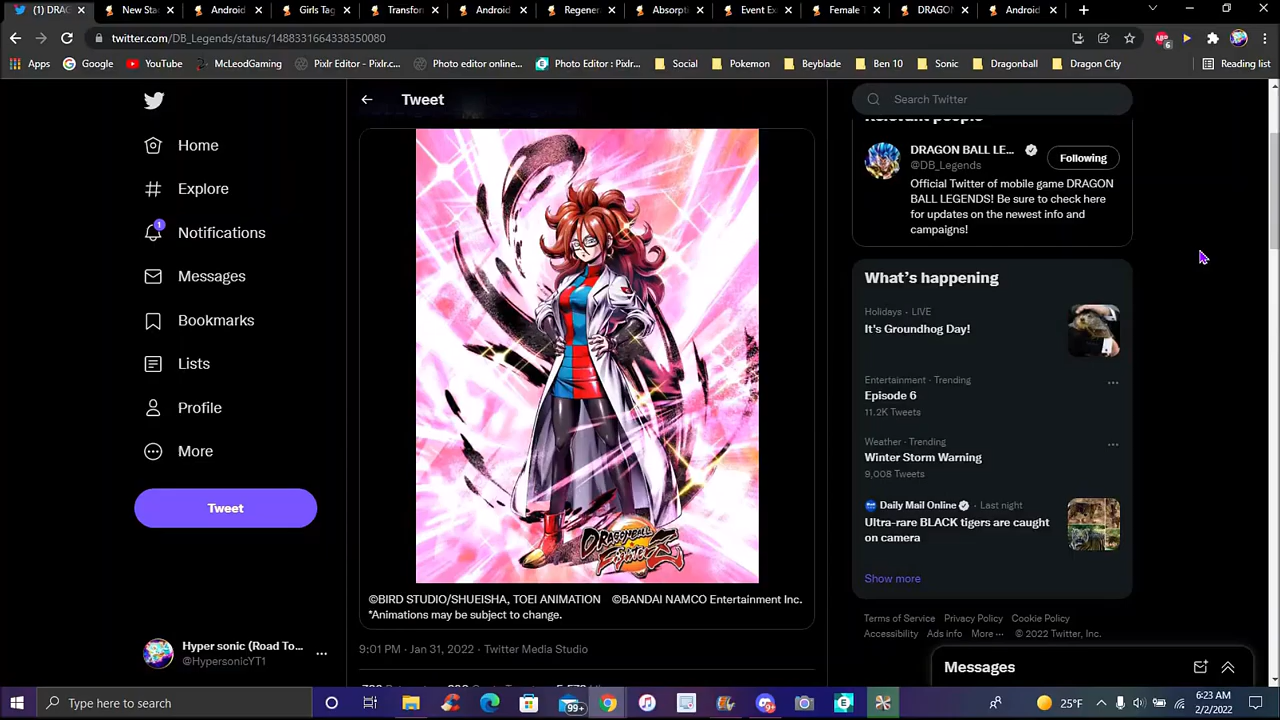 (1) DRAG
New Stac
Android
Girls Tag
Transfor
Android
Regener
Absorpti
Event Ex
Female T
DRAGON
Android
twitter.com/DB_Legends/status/1488331664338350080
Apps
Google
YouTube
McLeodGaming
Pixlr Editor - Pixlr.c...
Photo editor online...
Photo Editor : Pixlr...
Social
Pokemon
Beyblade
Ben 10
Sonic
Dragonball
Dragon City
Reading list
Home
Explore
1
Notifications
Messages
Bookmarks
Lists
Profile
More
Tweet
Hyper sonic (Road To...
@HypersonicYT1
Tweet
DRAGONBALL
FighterZ
©BIRD STUDIO/SHUEISHA, TOEI ANIMATION ©BANDAI NAMCO Entertainment Inc.
*Animations may be subject to change.
9:01 PM · Jan 31, 2022 · Twitter Media Studio
Search Twitter
Relevant people
DRAGON BALL LE...
@DB_Legends
Following
Official Twitter of mobile game DRAGON
BALL LEGENDS! Be sure to check here
for updates on the newest info and
campaigns!
What's happening
Holidays · LIVE
It's Groundhog Day!
Entertainment · Trending
Episode 6
11.2K Tweets
Weather · Trending
Winter Storm Warning
9,008 Tweets
Daily Mail Online · Last night
Ultra-rare BLACK tigers are caught
on camera
Show more
Terms of Service Privacy Policy Cookie Policy
Accessibility Ads info More ··· © 2022 Twitter, Inc.
Messages
Type here to search
99+
25°F
6:23 AM
2/2/2022